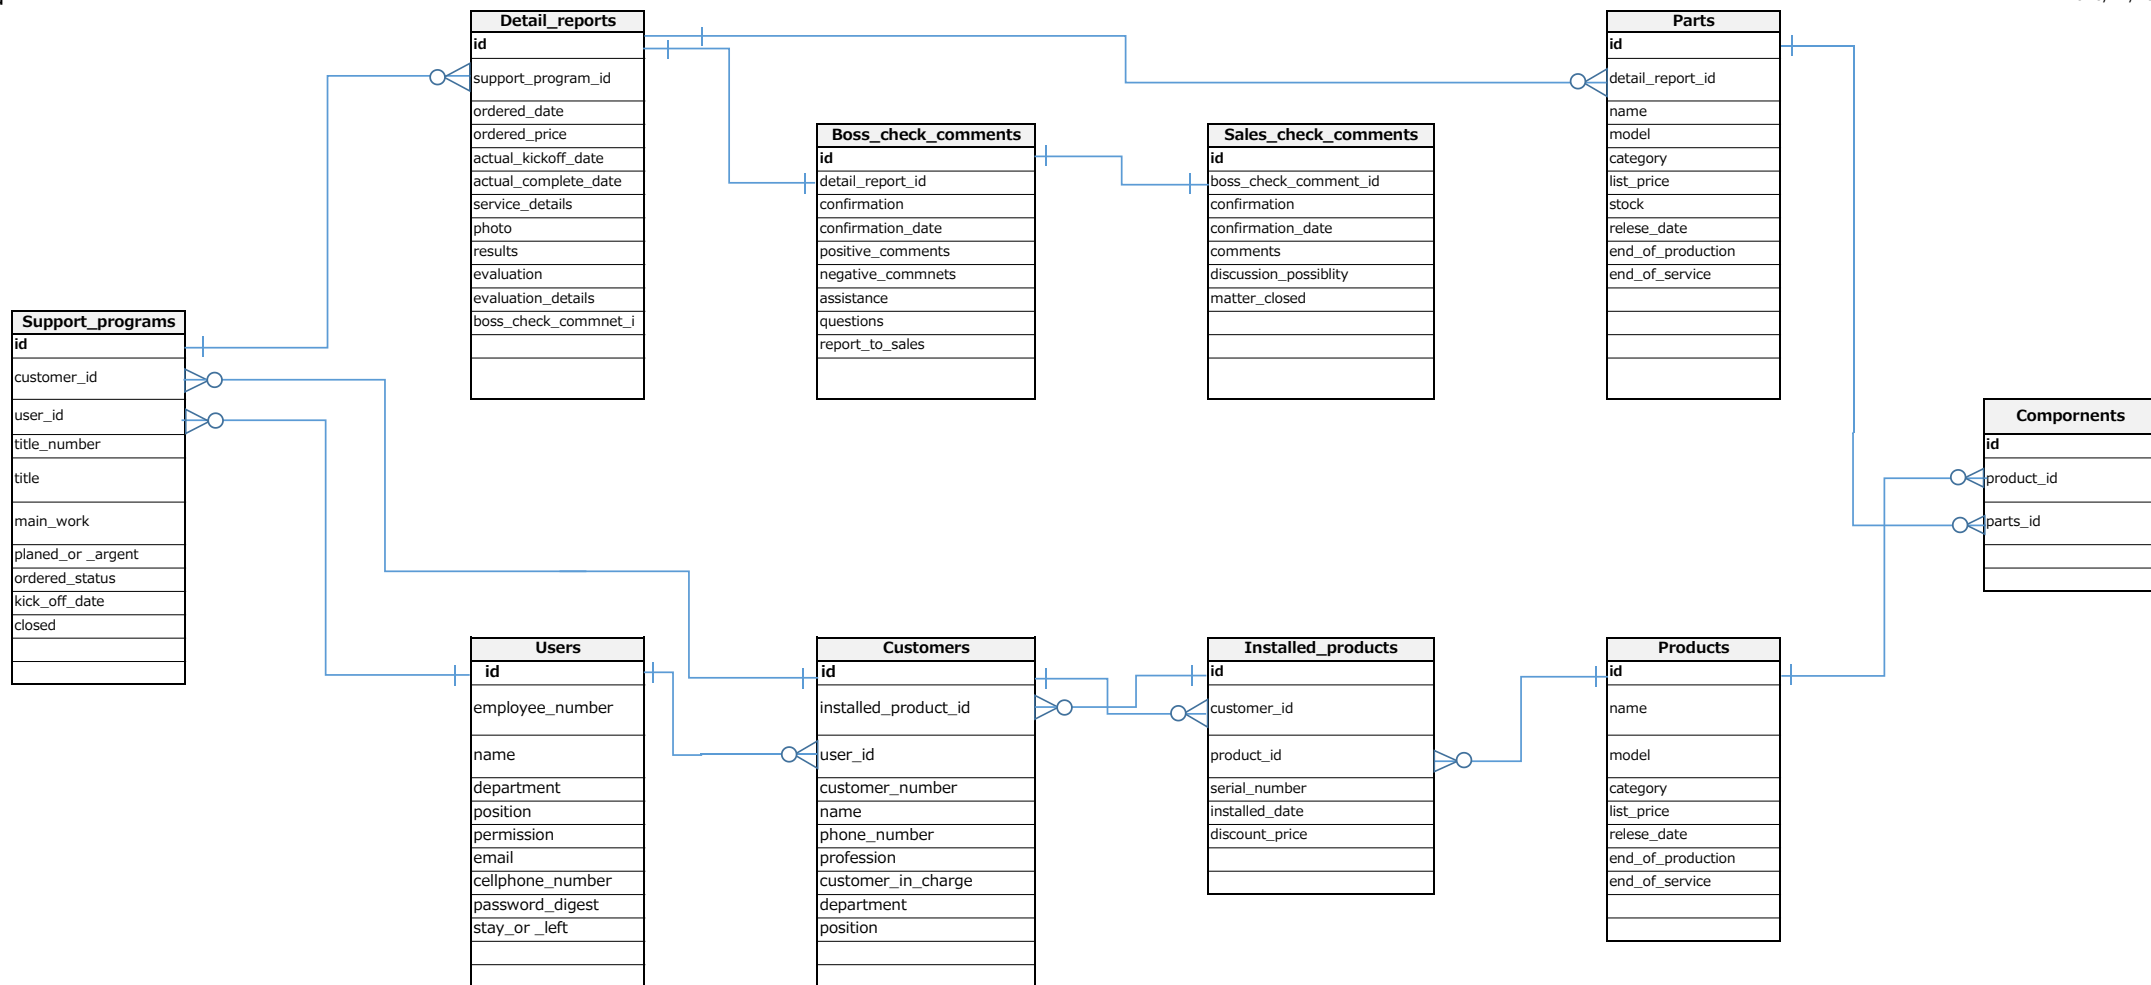 Detail_reports
id
support_program_id
ordered_date
ordered_price
actual_kickoff_date
actual_complete_date
service_details
photo
results
evaluation
evaluation_details
boss_check_commnet_i
Boss_check_comments
id
detail_report_id
confirmation
confirmation_date
positive_comments
negative_commnets
assistance
questions
report_to_sales
Sales_check_comments
id
boss_check_comment_id
confirmation
confirmation_date
comments
discussion_possiblity
matter_closed
Parts
id
detail_report_id
name
model
category
list_price
stock
relese_date
end_of_production
end_of_service
Support_programs
id
customer_id
user_id
title_number
title
main_work
planed_or _argent
ordered_status
kick_off_date
closed
Compornents
id
product_id
parts_id
Users
id
employee_number
name
department
position
permission
email
cellphone_number
password_digest
stay_or _left
Customers
id
installed_product_id
user_id
customer_number
name
phone_number
profession
customer_in_charge
department
position
Installed_products
id
customer_id
product_id
serial_number
installed_date
discount_price
Products
id
name
model
category
list_price
relese_date
end_of_production
end_of_service